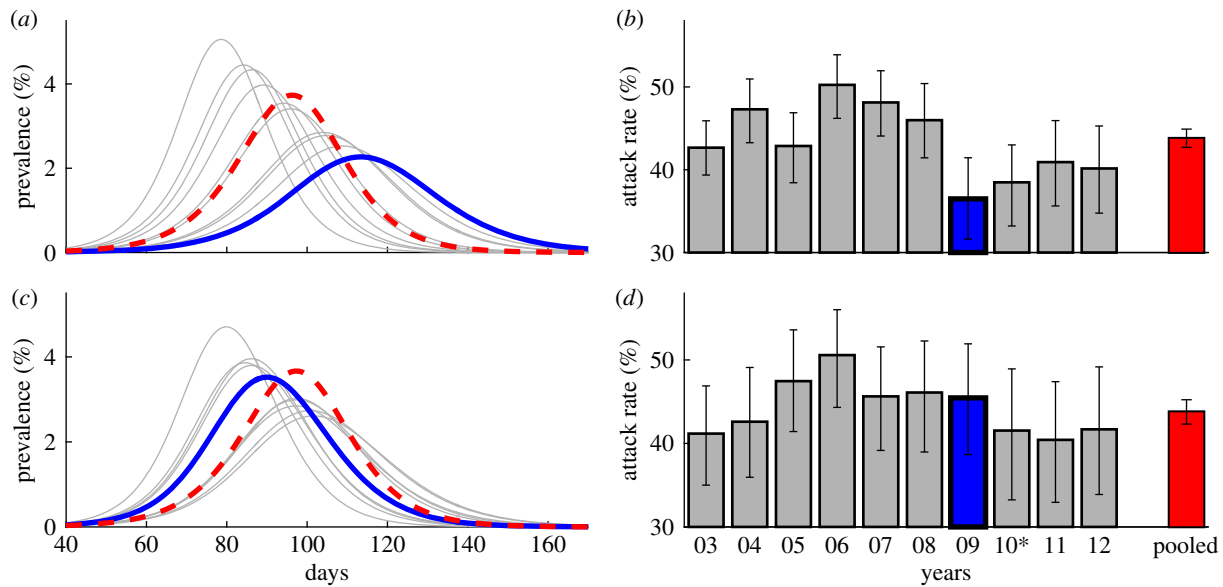 (a)
prevalence (%)
4
2
0
(b)
attack rate (%)
50
40
30
(c)
prevalence (%)
4
2
0
40 60 80 100 120 140 160
days
(d)
attack rate (%)
50
40
30
03 04 05 06 07 08 09 10* 11 12 pooled
years